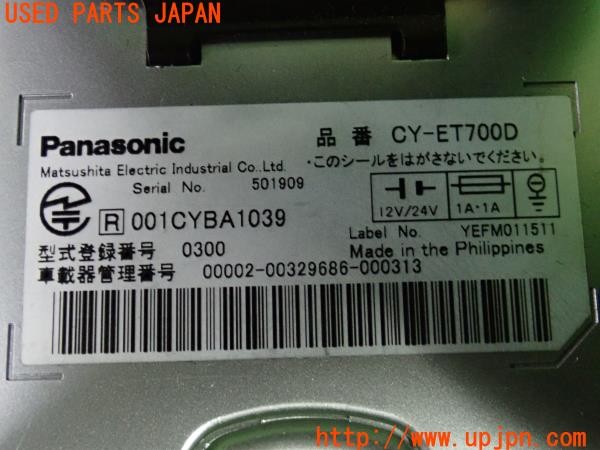 USED PARTS JAPAN
Panasonic
品番 CY-ET700D
Matsushita Electric Industrial Co.,Ltd.
・このシールをはがさないでください。
Serial No. 501909
R 001CYBA1039
12V/24V 1A・1A
Label No. YEFM011511
型式登録番号 0300
Made in the Philippines
車載器管理番号 00002-00329686-000313
http://www.upjpn.com